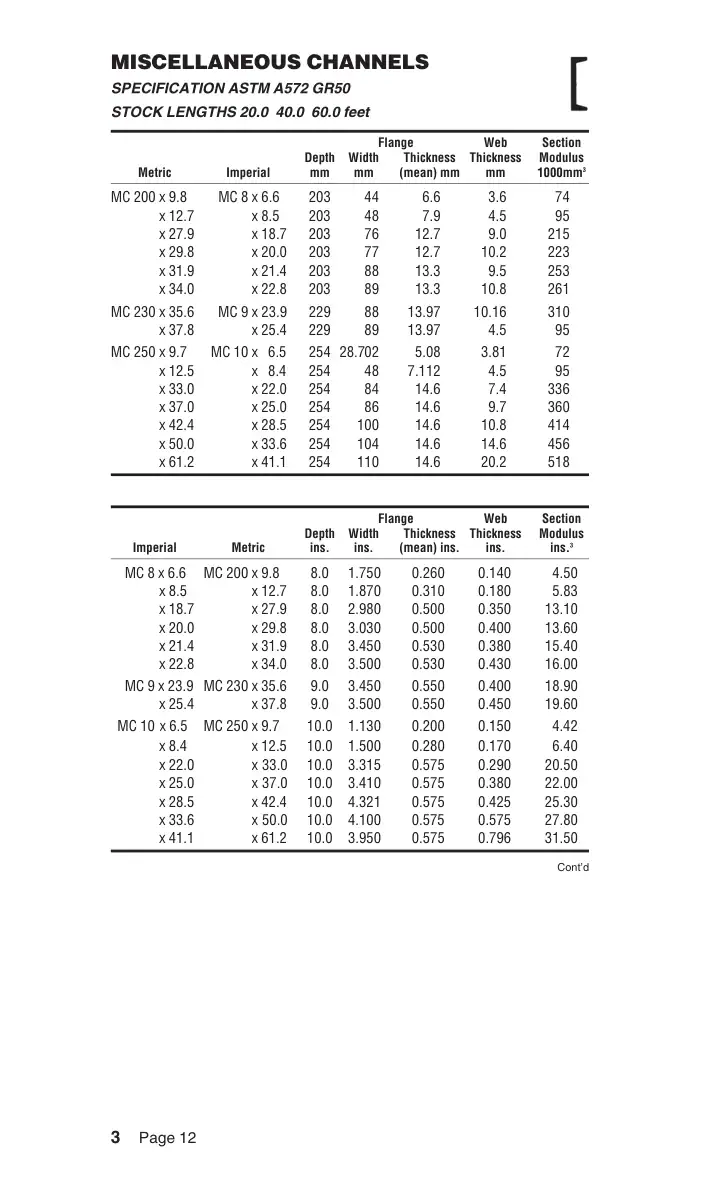 MISCELLANEOUS CHANNELS
SPECIFICATION ASTM A572 GR50
STOCK LENGTHS 20.0 40.0 60.0 feet
Flange Web Section
Depth Width Thickness Thickness Modulus
Metric Imperial mm mm (mean) mm mm 1000mm³
MC 200 x 9.8 MC 8 x 6.6 203 44 6.6 3.6 74
x 12.7 x 8.5 203 48 7.9 4.5 95
x 27.9 x 18.7 203 76 12.7 9.0 215
x 29.8 x 20.0 203 77 12.7 10.2 223
x 31.9 x 21.4 203 88 13.3 9.5 253
x 34.0 x 22.8 203 89 13.3 10.8 261
MC 230 x 35.6 MC 9 x 23.9 229 88 13.97 10.16 310
x 37.8 x 25.4 229 89 13.97 4.5 95
MC 250 x 9.7 MC 10 x 6.5 254 28.702 5.08 3.81 72
x 12.5 x 8.4 254 48 7.112 4.5 95
x 33.0 x 22.0 254 84 14.6 7.4 336
x 37.0 x 25.0 254 86 14.6 9.7 360
x 42.4 x 28.5 254 100 14.6 10.8 414
x 50.0 x 33.6 254 104 14.6 14.6 456
x 61.2 x 41.1 254 110 14.6 20.2 518
Flange Web Section
Depth Width Thickness Thickness Modulus
Imperial Metric ins. ins. (mean) ins. ins. ins.³
MC 8 x 6.6 MC 200 x 9.8 8.0 1.750 0.260 0.140 4.50
x 8.5 x 12.7 8.0 1.870 0.310 0.180 5.83
x 18.7 x 27.9 8.0 2.980 0.500 0.350 13.10
x 20.0 x 29.8 8.0 3.030 0.500 0.400 13.60
x 21.4 x 31.9 8.0 3.450 0.530 0.380 15.40
x 22.8 x 34.0 8.0 3.500 0.530 0.430 16.00
MC 9 x 23.9 MC 230 x 35.6 9.0 3.450 0.550 0.400 18.90
x 25.4 x 37.8 9.0 3.500 0.550 0.450 19.60
MC 10 x 6.5 MC 250 x 9.7 10.0 1.130 0.200 0.150 4.42
x 8.4 x 12.5 10.0 1.500 0.280 0.170 6.40
x 22.0 x 33.0 10.0 3.315 0.575 0.290 20.50
x 25.0 x 37.0 10.0 3.410 0.575 0.380 22.00
x 28.5 x 42.4 10.0 4.321 0.575 0.425 25.30
x 33.6 x 50.0 10.0 4.100 0.575 0.575 27.80
x 41.1 x 61.2 10.0 3.950 0.575 0.796 31.50
Cont'd
3 Page 12